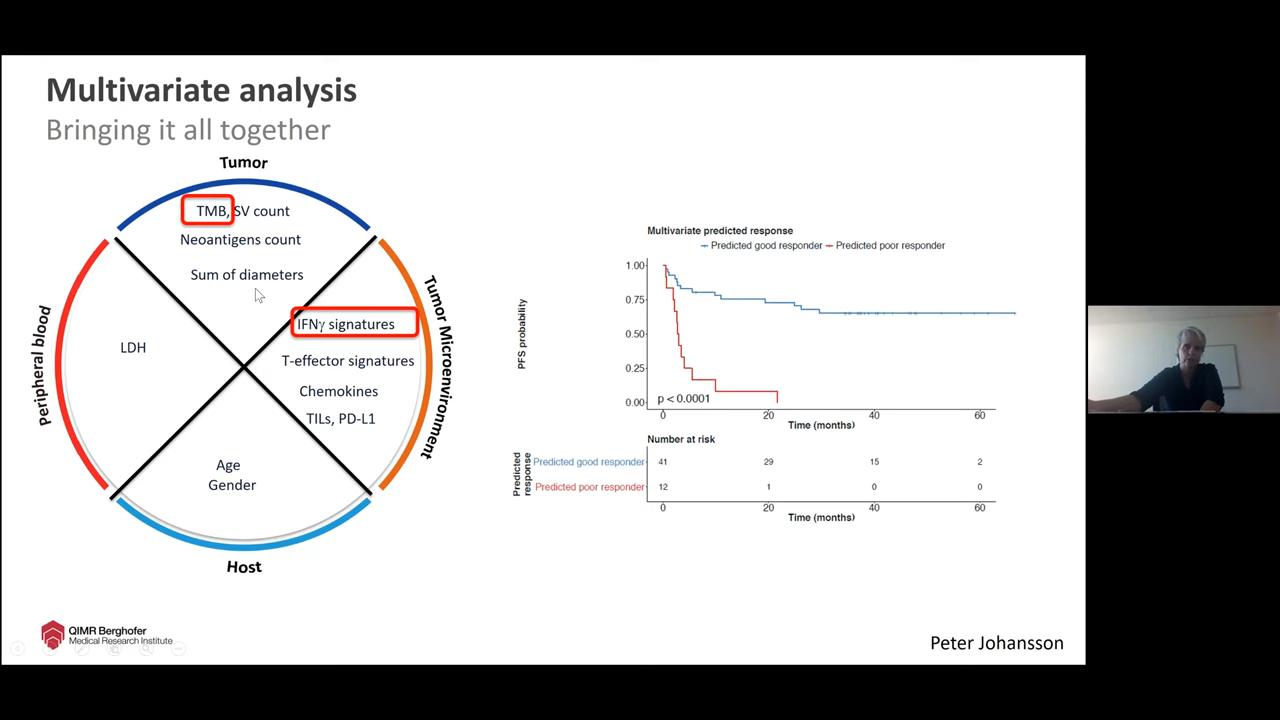 Multivariate analysis
Bringing it all together
Tumor
TMB, SV count
Neoantigens count
Sum of diameters
Tumor Microenvironment
IFNγ signatures
T-effector signatures
Chemokines
TILs, PD-L1
Peripheral blood
LDH
Age
Gender
Host
Multivariate predicted response
Predicted good responder Predicted poor responder
PFS probability
1.00
0.75
0.50
0.25
0.00
p < 0.0001
0 20 40 60
Time (months)
Number at risk
Predicted response
Predicted good responder 41 29 15 2
Predicted poor responder 12 1 0 0
0 20 40 60
Time (months)
QIMR Berghofer
Medical Research Institute
Peter Johansson